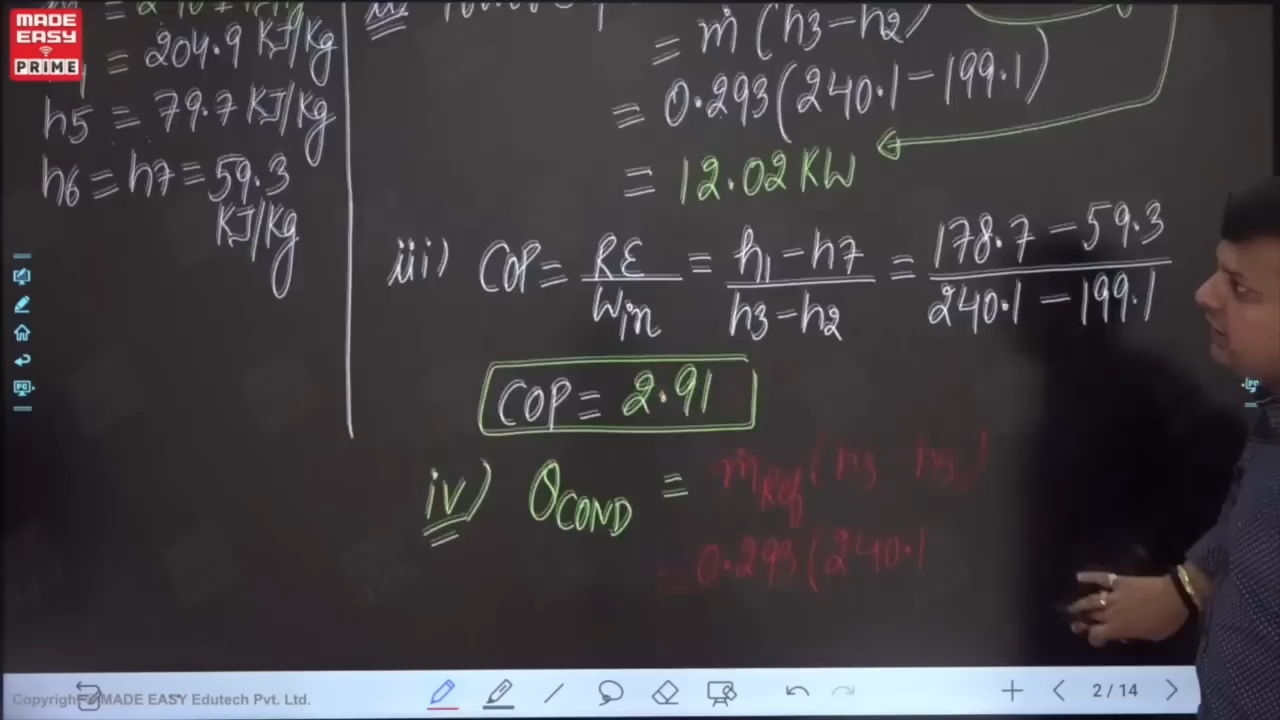 MADE
EASY
PRIME
= 204.9 KJ/Kg
h5 = 79.7 KJ/Kg
h6 = h7 = 59.3
KJ/Kg
= ṁ (h3-h2)
= 0.293(240.1-199.1)
= 12.02 KW
iii) COP = RE/Win = h1-h7/h3-h2 = 178.7-59.3/240.1-199.1
COP = 2.91
iv) QCOND = ṁRef(h3-h5)
= 0.293(240.1
Copyright MADE EASY Edutech Pvt. Ltd.
2 / 14